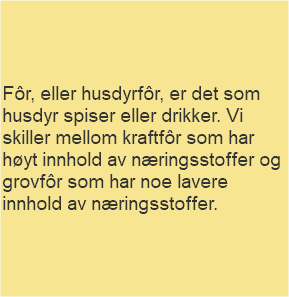 Fôr, eller husdyrfôr, er det som
husdyr spiser eller drikker. Vi
skiller mellom kraftfôr som har
høyt innhold av næringsstoffer og
grovfôr som har noe lavere
innhold av næringsstoffer.